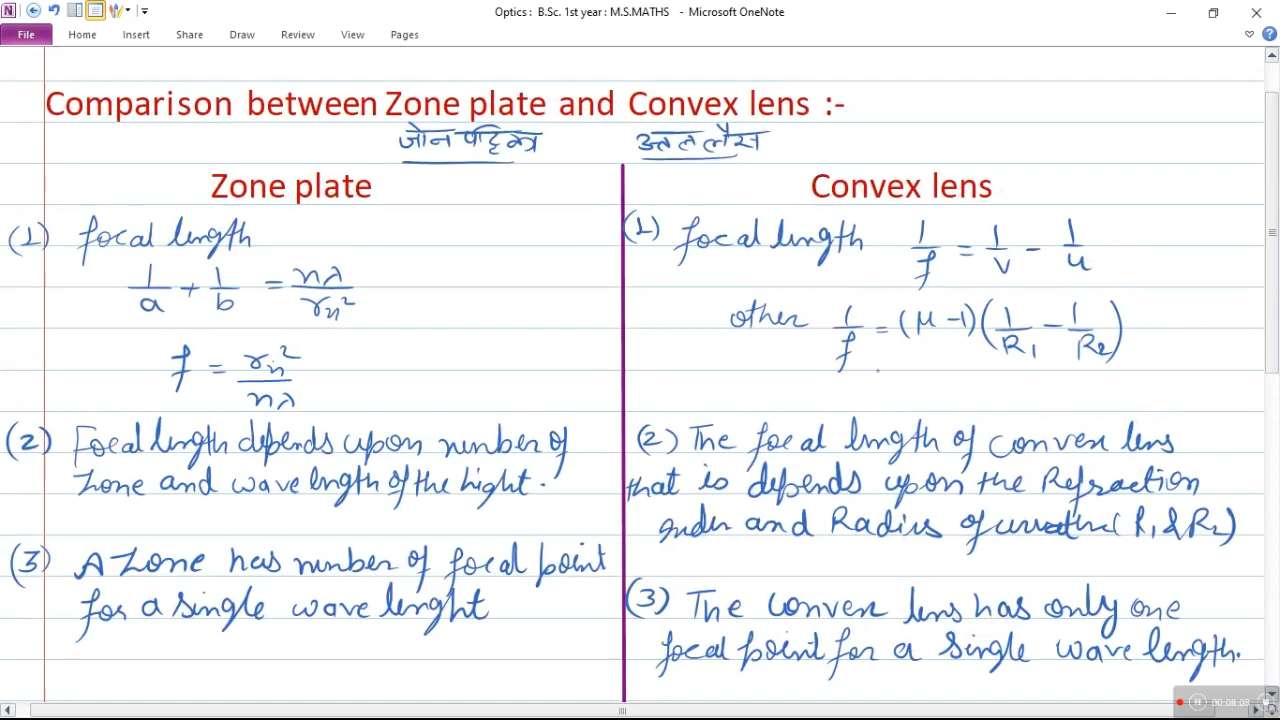 Optics : B.Sc. 1st year : M.S.MATHS - Microsoft OneNote
File Home Insert Share Draw Review View Pages
Comparison between Zone plate and Convex lens :-
जोन पट्टिका उत्तल लैंस
Zone plate
(1) focal length
1/a + 1/b = nλ/rn²
f = rn²/nλ
(2) Focal length depends upon number of
Zone and wave length of the light.
(3) A Zone has number of focal point
for a single wave lenght
Convex lens
(1) focal length 1/f = 1/v - 1/u
other 1/f = (μ-1)(1/R1 - 1/R2)
(2) The focal length of convex lens
that is depends upon the Refraction
index and Radius of curvature (R1 & R2)
(3) The convex lens has only one
focal point for a single wave length.
00:08:08